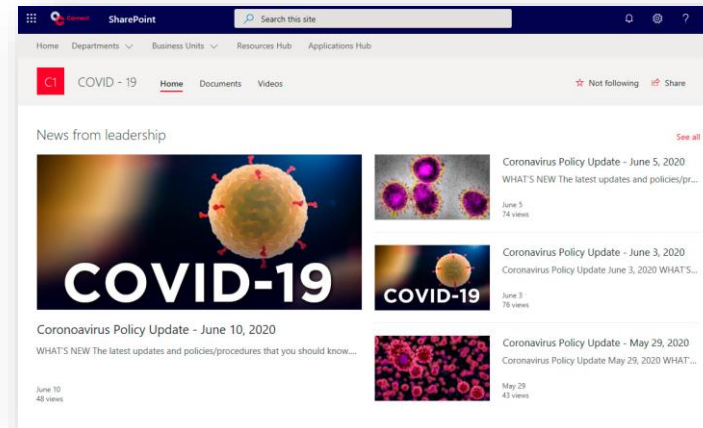 Connect SharePoint Search this site ?
Home Departments Business Units Resources Hub Applications Hub
C1 COVID - 19 Home Documents Videos Not following Share
News from leadership
See all
COVID-19
Coronoavirus Policy Update - June 10, 2020
WHAT'S NEW The latest updates and policies/procedures that you should know....
June 10
48 views
Coronavirus Policy Update - June 5, 2020
WHAT'S NEW The latest updates and policies/pr...
June 5
74 views
COVID-19
Coronavirus Policy Update - June 3, 2020
Coronavirus Policy Update June 3, 2020 WHAT'S...
June 3
76 views
Coronavirus Policy Update - May 29, 2020
Coronavirus Policy Update May 29, 2020 WHAT'...
May 29
43 views